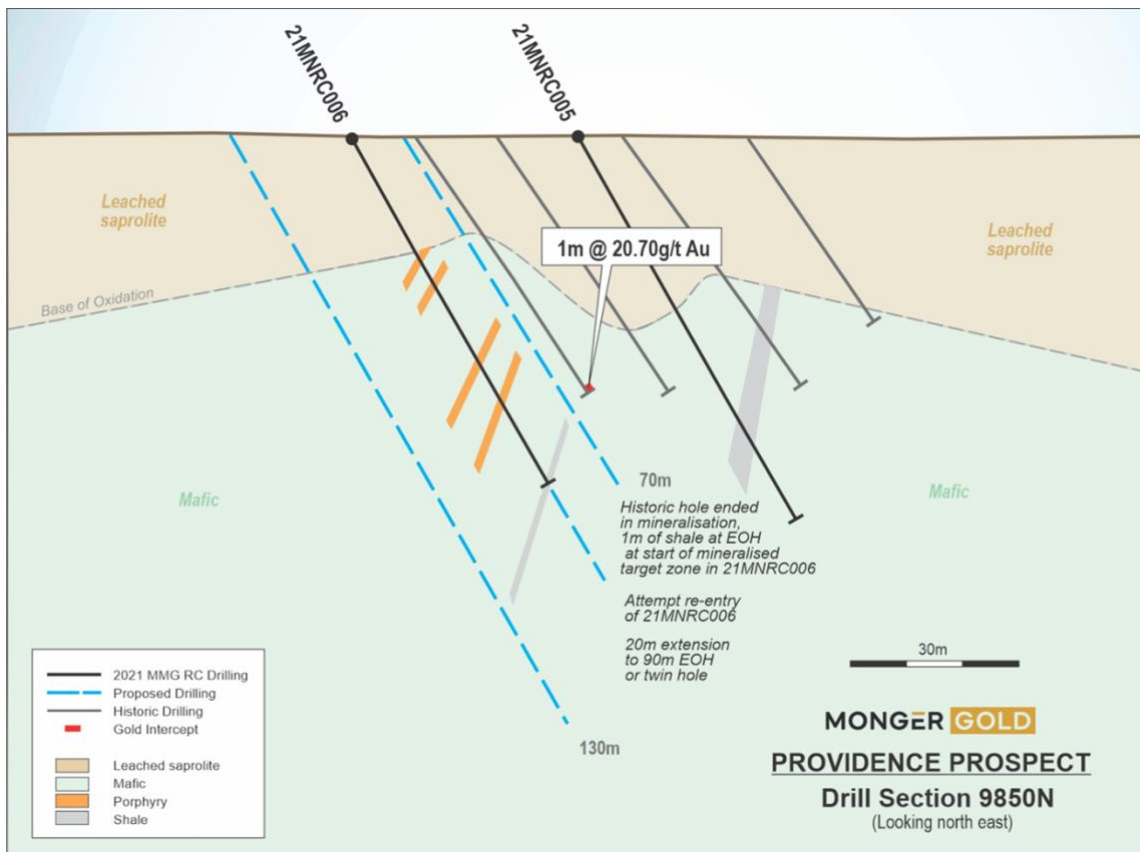 21MNRC006
21MNRC005
Leached
saprolite
Leached
saprolite
1m @ 20.70g/t Au
Base of Oxidation
Mafic
Mafic
70m
Historic hole ended
in mineralisation,
1m of shale at EOH
at start of mineralised
target zone in 21MNRC006
Attempt re-entry
of 21MNRC006
20m extension
to 90m EOH
or twin hole
130m
30m
2021 MMG RC Drilling
Proposed Drilling
Historic Drilling
Gold Intercept
Leached saprolite
Mafic
Porphyry
Shale
MONGER GOLD
PROVIDENCE PROSPECT
Drill Section 9850N
(Looking north east)